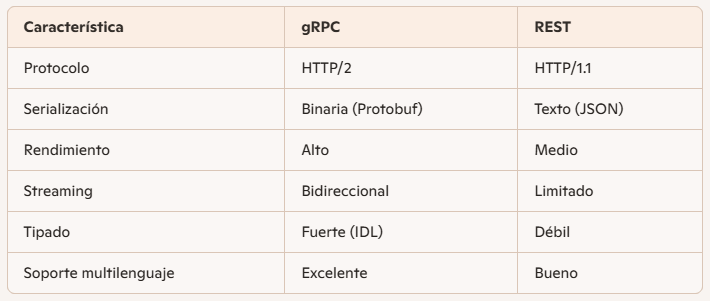 Característica gRPC REST
Protocolo HTTP/2 HTTP/1.1
Serialización Binaria (Protobuf) Texto (JSON)
Rendimiento Alto Medio
Streaming Bidireccional Limitado
Tipado Fuerte (IDL) Débil
Soporte multilenguaje Excelente Bueno